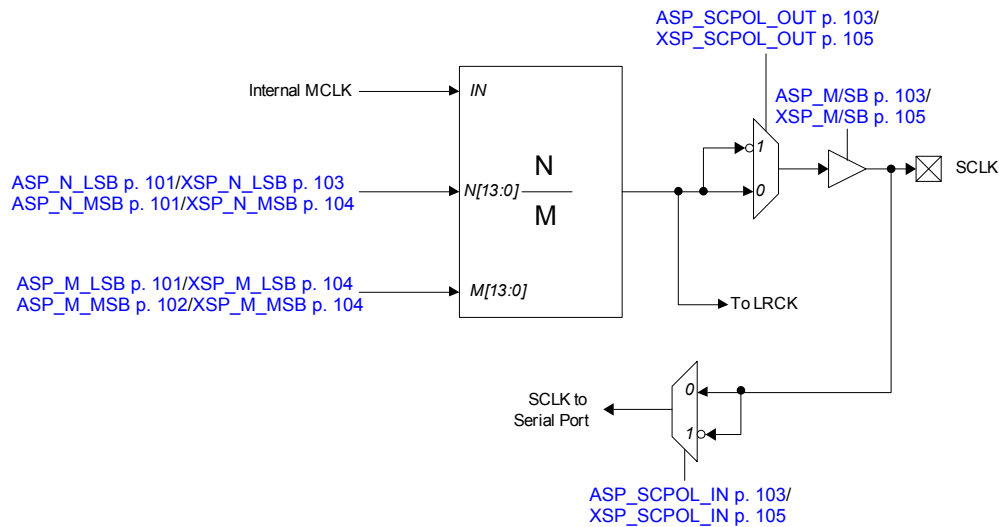 ASP_SCPOL_OUT p. 103/
XSP_SCPOL_OUT p. 105
ASP_M/SB p. 103/
XSP_M/SB p. 105
Internal MCLK
IN
1
SCLK
ASP_N_LSB p. 101/XSP_N_LSB p. 103
ASP_N_MSB p. 101/XSP_N_MSB p. 104
N[13:0]
N
M
0
ASP_M_LSB p. 101/XSP_M_LSB p. 104
ASP_M_MSB p. 102/XSP_M_MSB p. 104
M[13:0]
To LRCK
0
SCLK to
Serial Port
1
ASP_SCPOL_IN p. 103/
XSP_SCPOL_IN p. 105